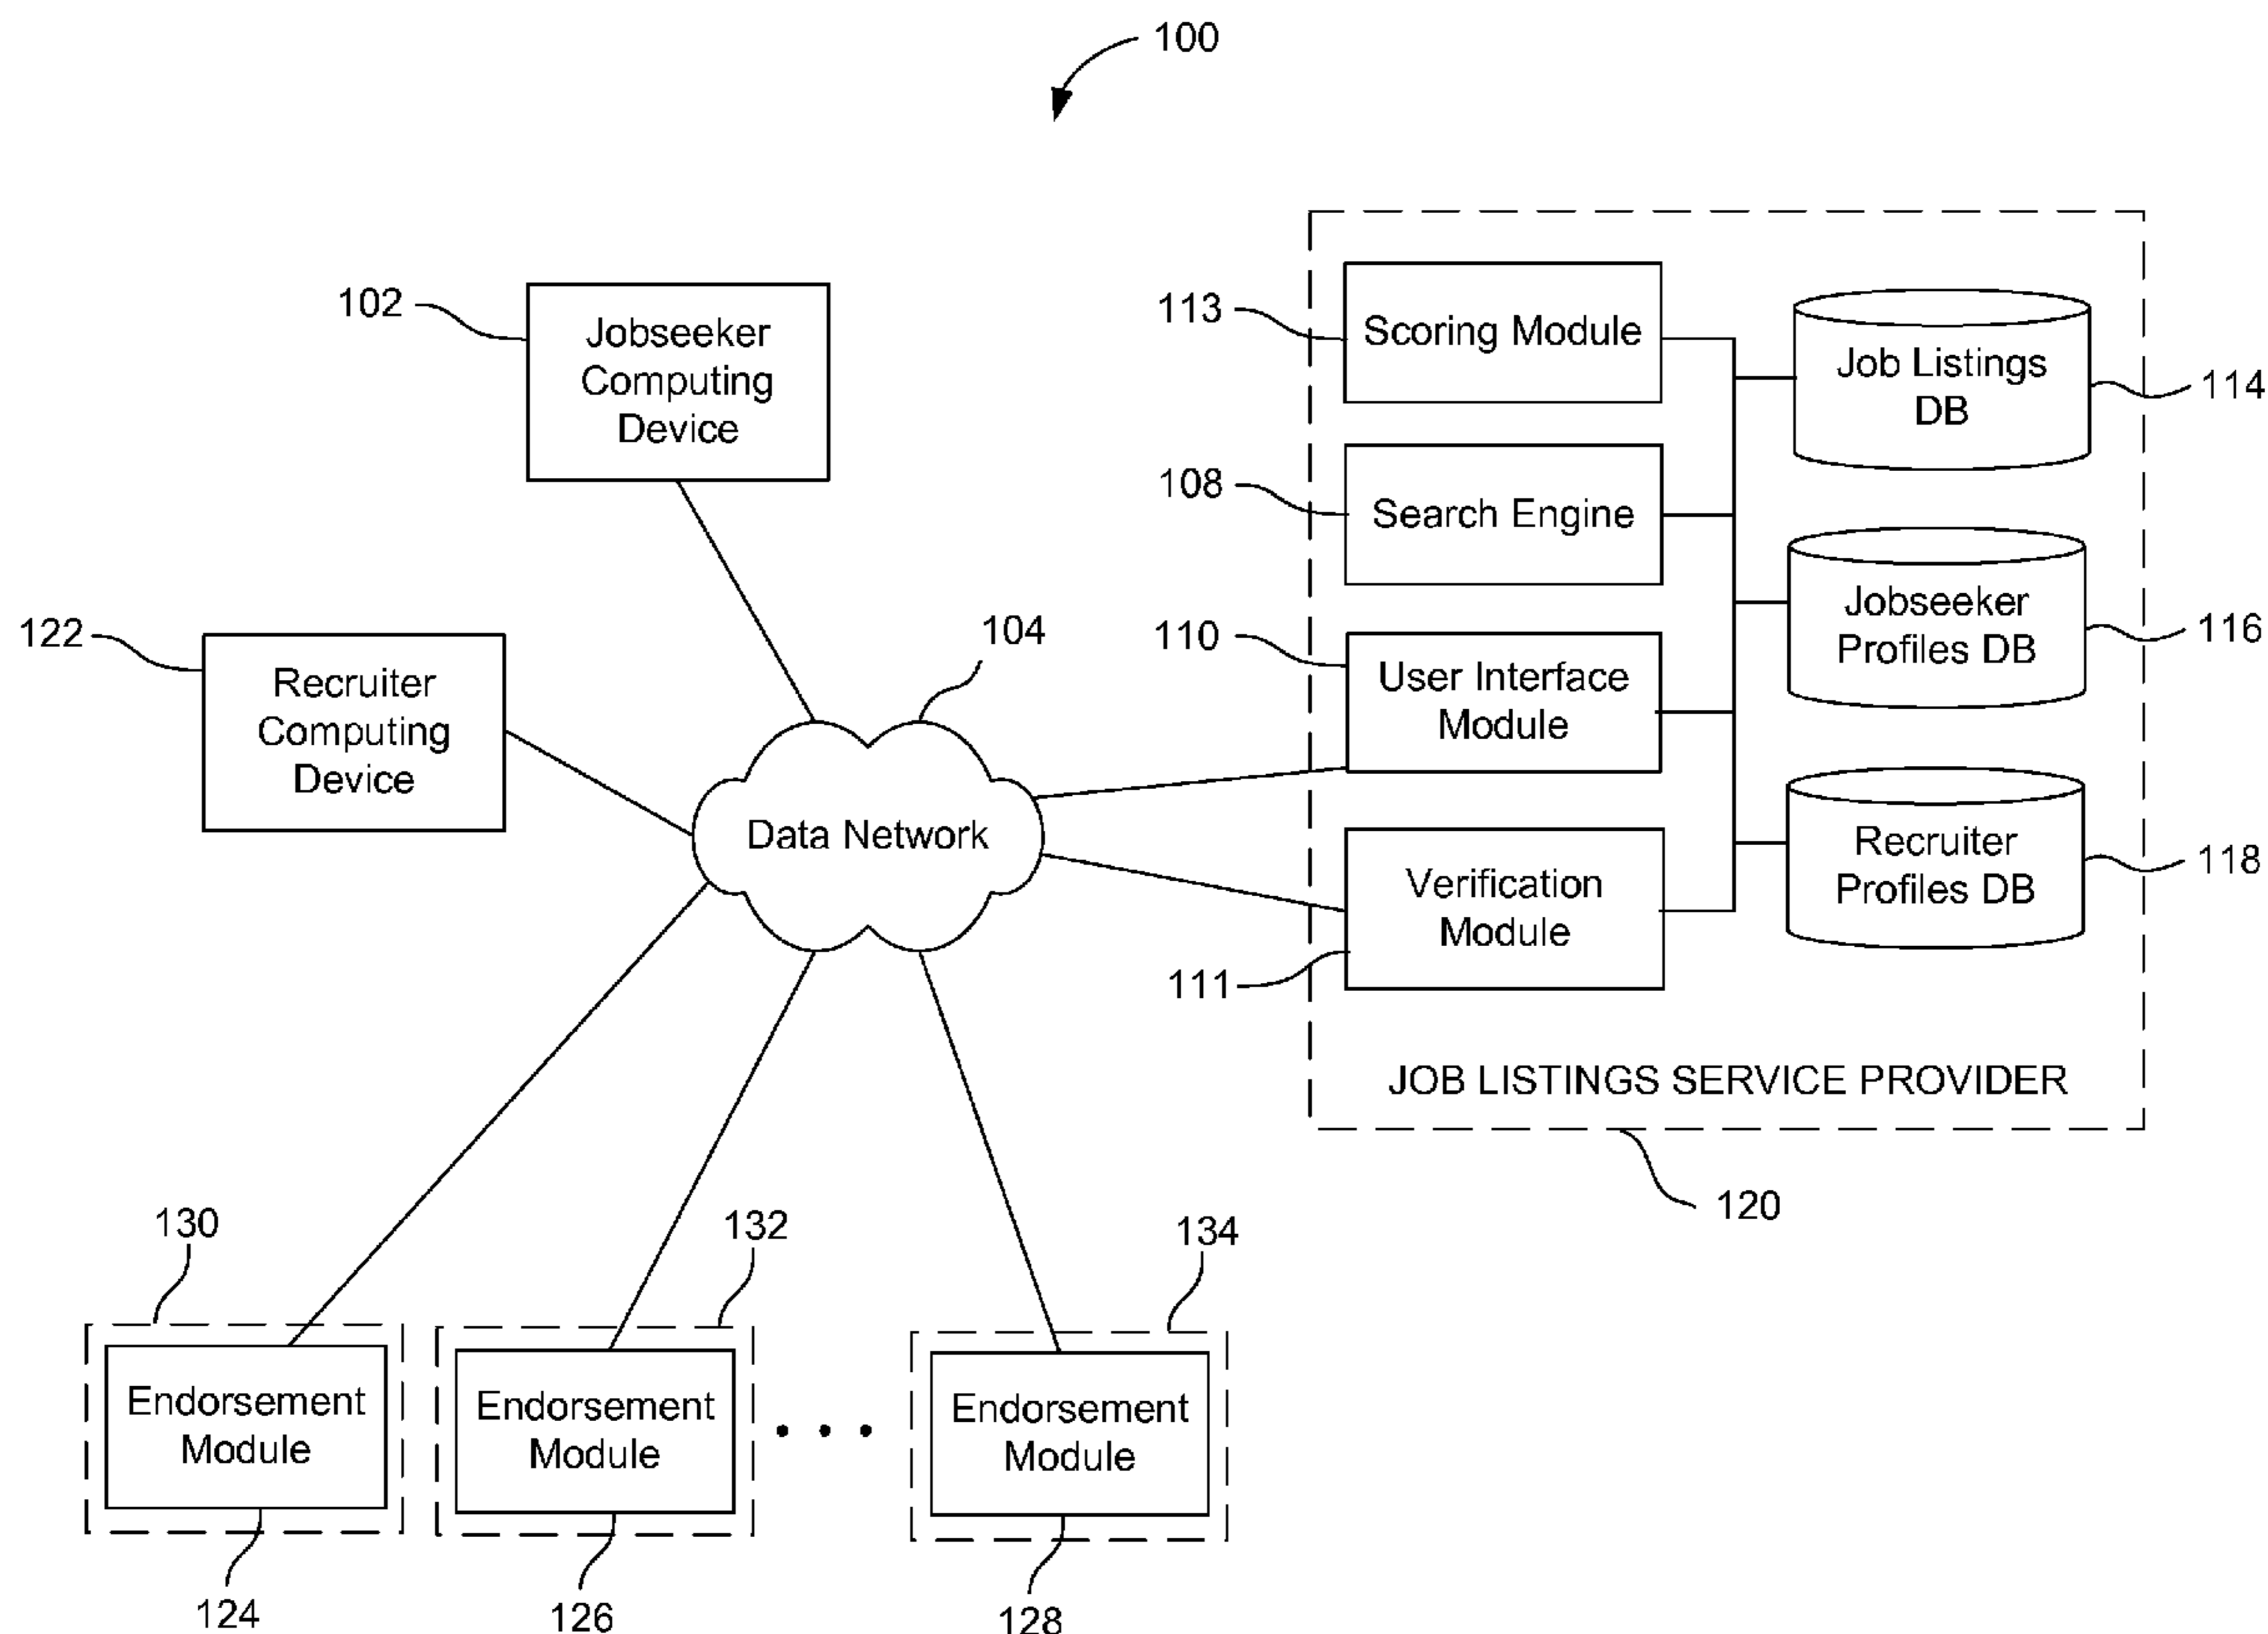 100
102
Jobseeker
Computing
Device
122
Recruiter
Computing
Device
104
Data Network
113
Scoring Module
108
Search Engine
110
User Interface
Module
111
Verification
Module
Job Listings
DB
114
Jobseeker
Profiles DB
116
Recruiter
Profiles DB
118
JOB LISTINGS SERVICE PROVIDER
120
130
Endorsement
Module
124
132
Endorsement
Module
126
134
Endorsement
Module
128